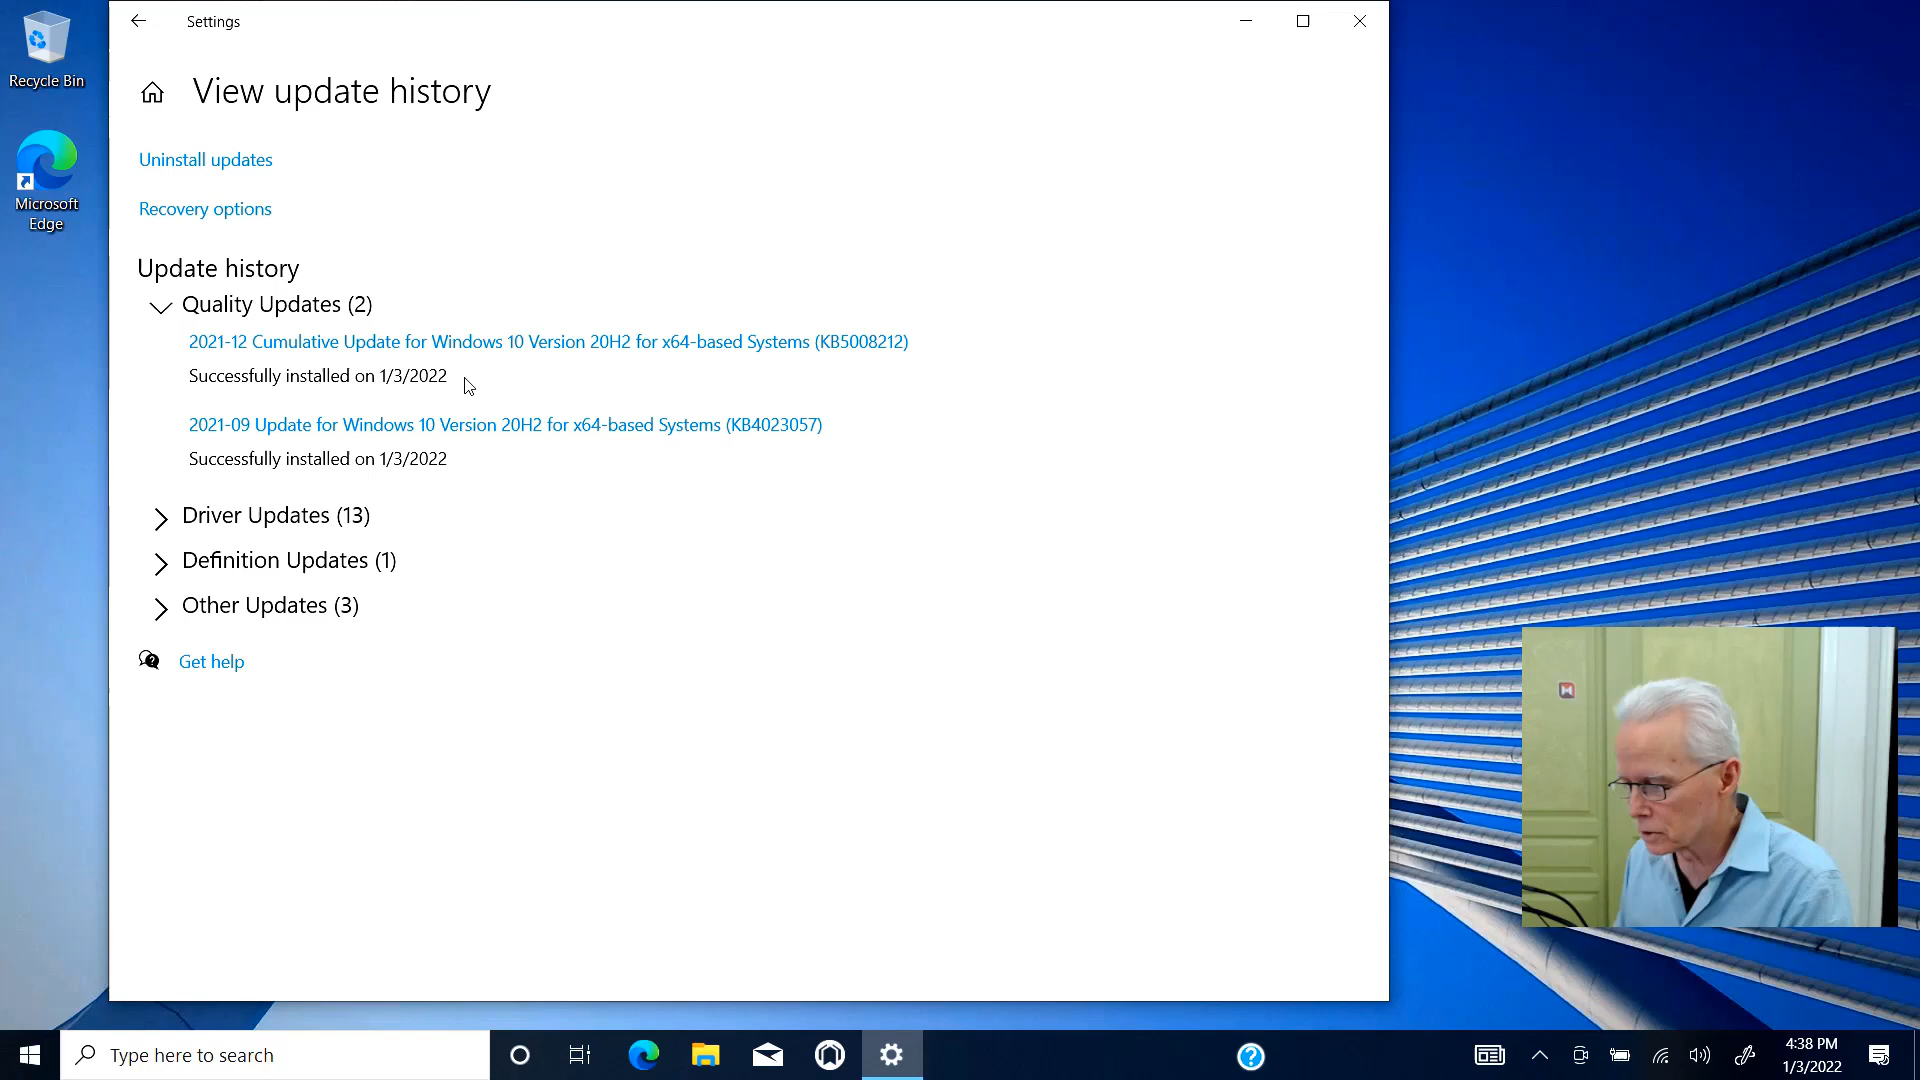 Settings
Recycle Bin
Microsoft
Edge
View update history
Uninstall updates
Recovery options
Update history
Quality Updates (2)
2021-12 Cumulative Update for Windows 10 Version 20H2 for x64-based Systems (KB5008212)
Successfully installed on 1/3/2022
2021-09 Update for Windows 10 Version 20H2 for x64-based Systems (KB4023057)
Successfully installed on 1/3/2022
Driver Updates (13)
Definition Updates (1)
Other Updates (3)
Get help
Type here to search
4:38 PM
1/3/2022